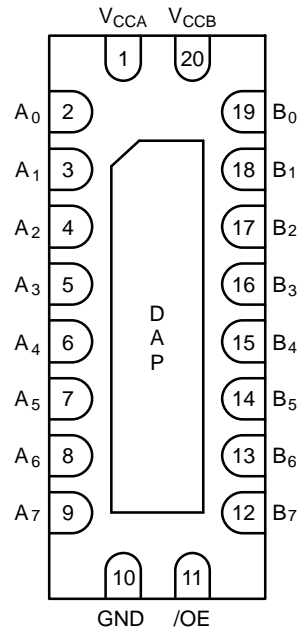 VCCA VCCB
1 20
A0 2 19 B0
A1 3 18 B1
A2 4 17 B2
A3 5 16 B3
A4 6 15 B4
A5 7 14 B5
A6 8 13 B6
A7 9 12 B7
D
A
P
10 11
GND /OE